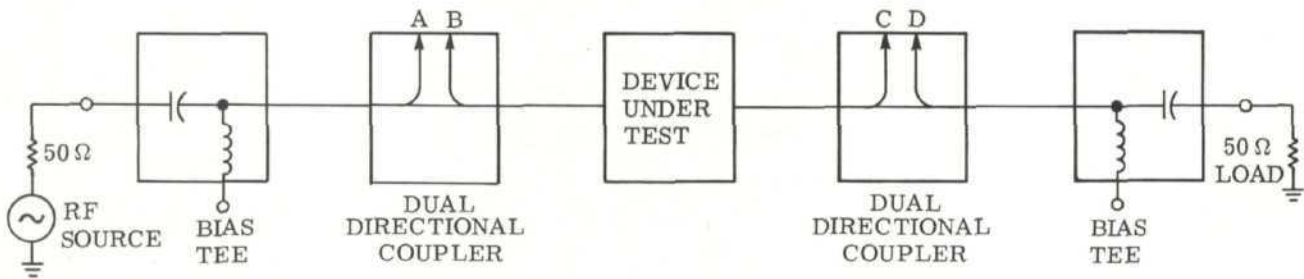 A B
C D
50 Ω
RF
SOURCE
BIAS
TEE
DUAL
DIRECTIONAL
COUPLER
DEVICE
UNDER
TEST
DUAL
DIRECTIONAL
COUPLER
BIAS
TEE
50 Ω
LOAD